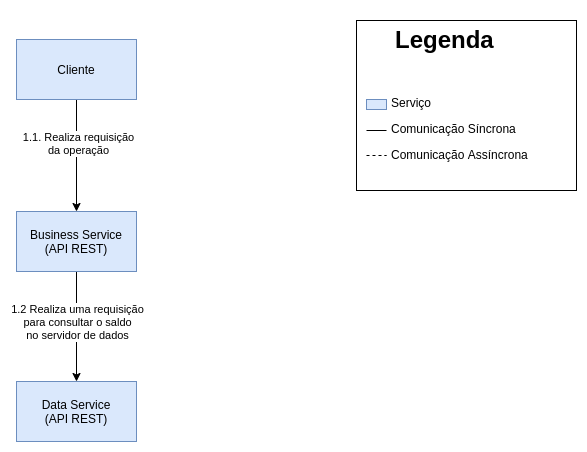 Cliente
1.1. Realiza requisição
da operação
Business Service
(API REST)
1.2 Realiza uma requisição
para consultar o saldo
no servidor de dados
Data Service
(API REST)
Legenda
Serviço
Comunicação Síncrona
Comunicação Assíncrona